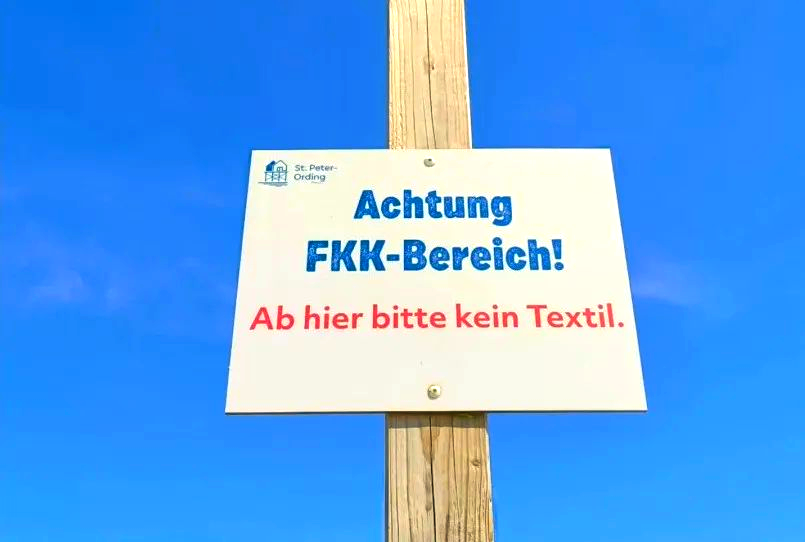 St. Peter-
Ording
Achtung
FKK-Bereich!
Ab hier bitte kein Textil.